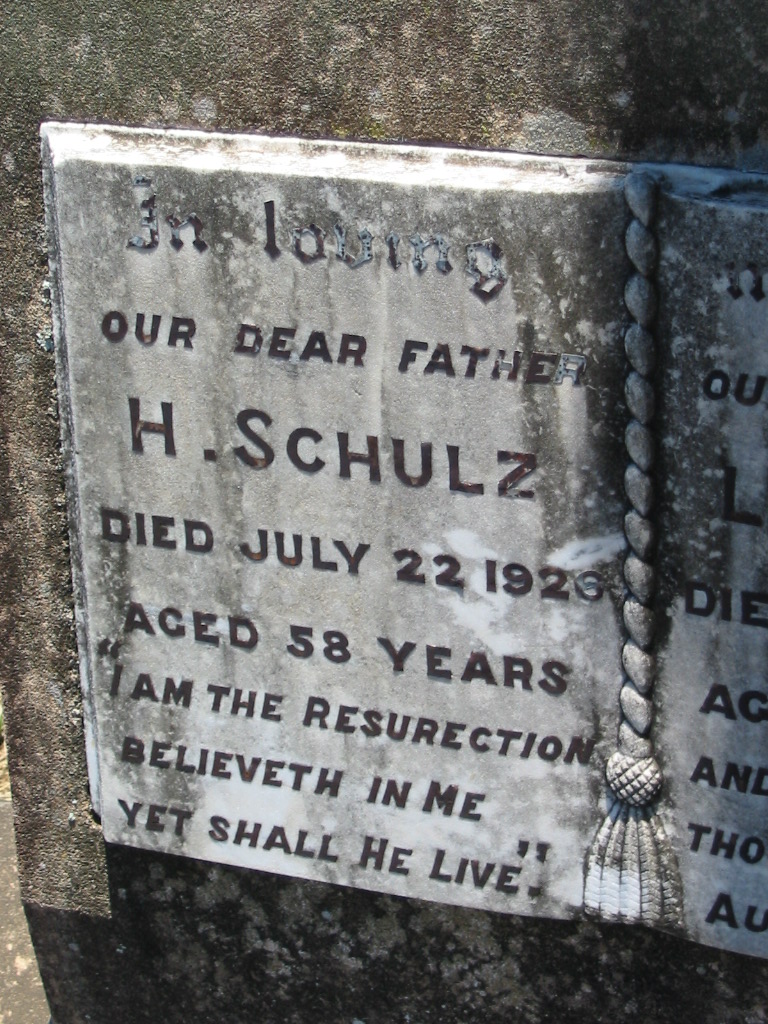 In loving
OUR DEAR FATHER
H. SCHULZ
DIED JULY 22 1926
AGED 58 YEARS
"I AM THE RESURECTION
BELIEVETH IN ME
YET SHALL HE LIVE".
OU
L
DIE
AG
AND
THO
AU